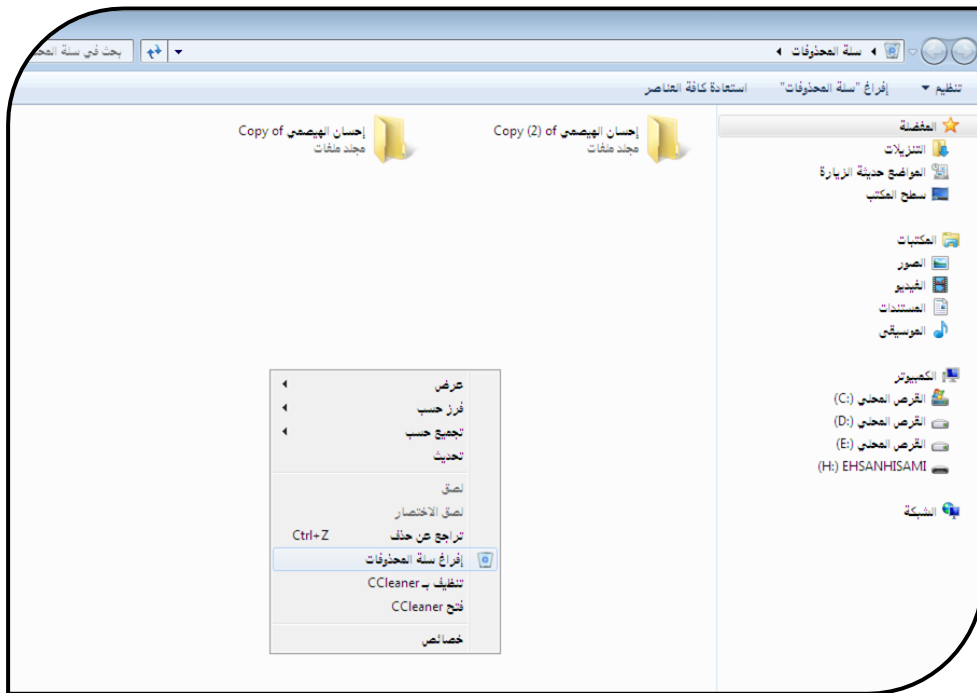 سلة المحذوفات
بحث في سلة المحذ
تنظيم
إفراغ "سلة المحذوفات"
استعادة كافة العناصر
المفضلة
التنزيلات
المواضع حديثة الزيارة
سطح المكتب
المكتبات
الصور
الفيديو
المستندات
الموسيقى
الكمبيوتر
القرص المحلي (C:)
القرص المحلي (D:)
القرص المحلي (E:)
(H:) EHSANHISAMI
الشبكة
Copy (2) of إحسان الهيصمي
مجلد ملفات
Copy of إحسان الهيصمي
مجلد ملفات
عرض
فرز حسب
تجميع حسب
تحديث
لصق
لصق الاختصار
تراجع عن حذف Ctrl+Z
إفراغ سلة المحذوفات
تنظيف بـ CCleaner
فتح CCleaner
خصائص